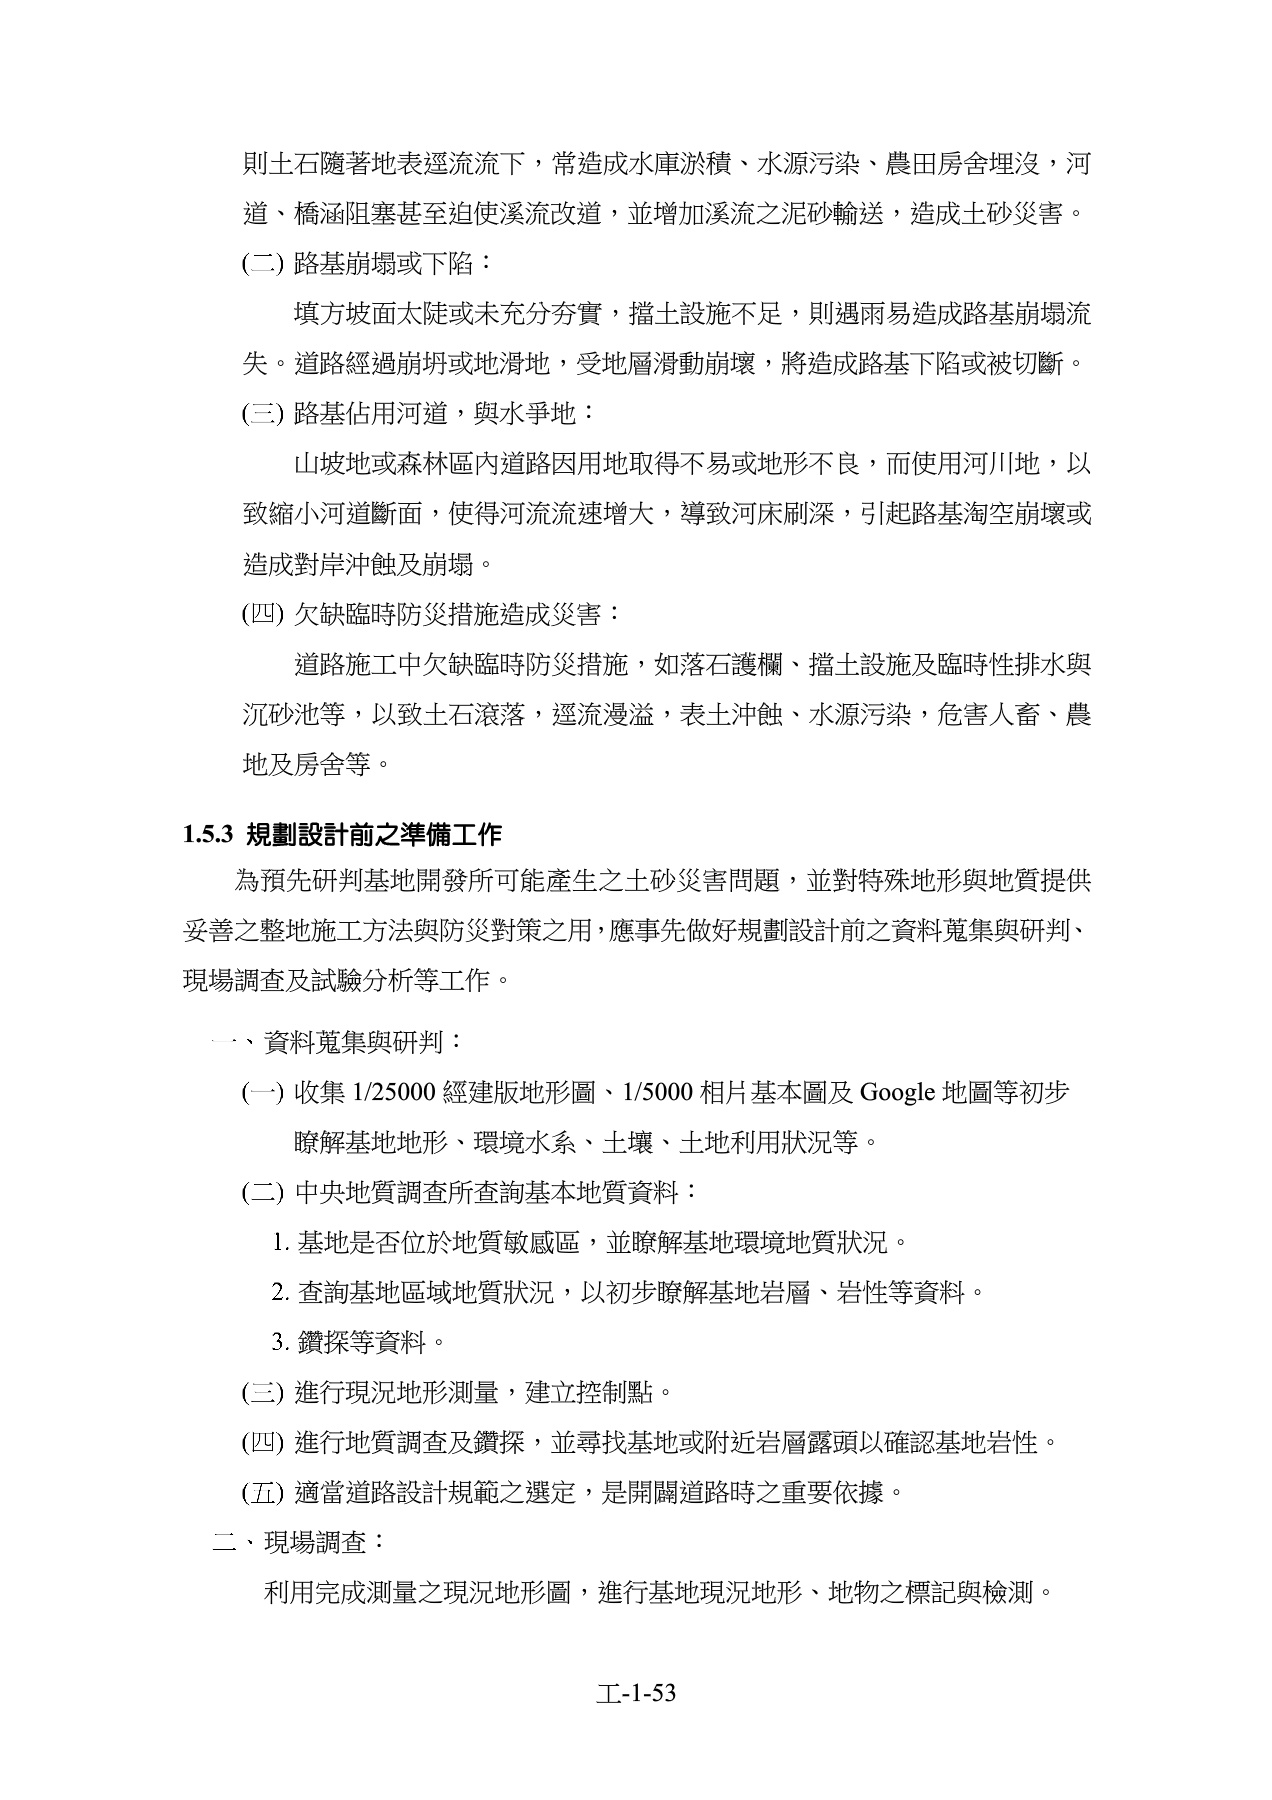 則土石隨著地表逕流流下，常造成水庫淤積、水源污染、農田房舍埋沒，河
道、橋涵阻塞甚至迫使溪流改道，並增加溪流之泥砂輸送，造成土砂災害。
(二) 路基崩塌或下陷：
填方坡面太陡或未充分夯實，擋土設施不足，則遇雨易造成路基崩塌流
失。道路經過崩坍或地滑地，受地層滑動崩壞，將造成路基下陷或被切斷。
(三) 路基佔用河道，與水爭地：
山坡地或森林區內道路因用地取得不易或地形不良，而使用河川地，以
致縮小河道斷面，使得河流流速增大，導致河床刷深，引起路基淘空崩壞或
造成對岸沖蝕及崩塌。
(四) 欠缺臨時防災措施造成災害：
道路施工中欠缺臨時防災措施，如落石護欄、擋土設施及臨時性排水與
沉砂池等，以致土石滾落，逕流漫溢，表土沖蝕、水源污染，危害人畜、農
地及房舍等。
1.5.3 規劃設計前之準備工作
為預先研判基地開發所可能產生之土砂災害問題，並對特殊地形與地質提供
妥善之整地施工方法與防災對策之用，應事先做好規劃設計前之資料蒐集與研判、
現場調查及試驗分析等工作。
一、資料蒐集與研判：
(一) 收集 1/25000 經建版地形圖、1/5000 相片基本圖及 Google 地圖等初步
瞭解基地地形、環境水系、土壤、土地利用狀況等。
(二) 中央地質調查所查詢基本地質資料：
1. 基地是否位於地質敏感區，並瞭解基地環境地質狀況。
2. 查詢基地區域地質狀況，以初步瞭解基地岩層、岩性等資料。
3. 鑽探等資料。
(三) 進行現況地形測量，建立控制點。
(四) 進行地質調查及鑽探，並尋找基地或附近岩層露頭以確認基地岩性。
(五) 適當道路設計規範之選定，是開闢道路時之重要依據。
二、現場調查：
利用完成測量之現況地形圖，進行基地現況地形、地物之標記與檢測。
工-1-53